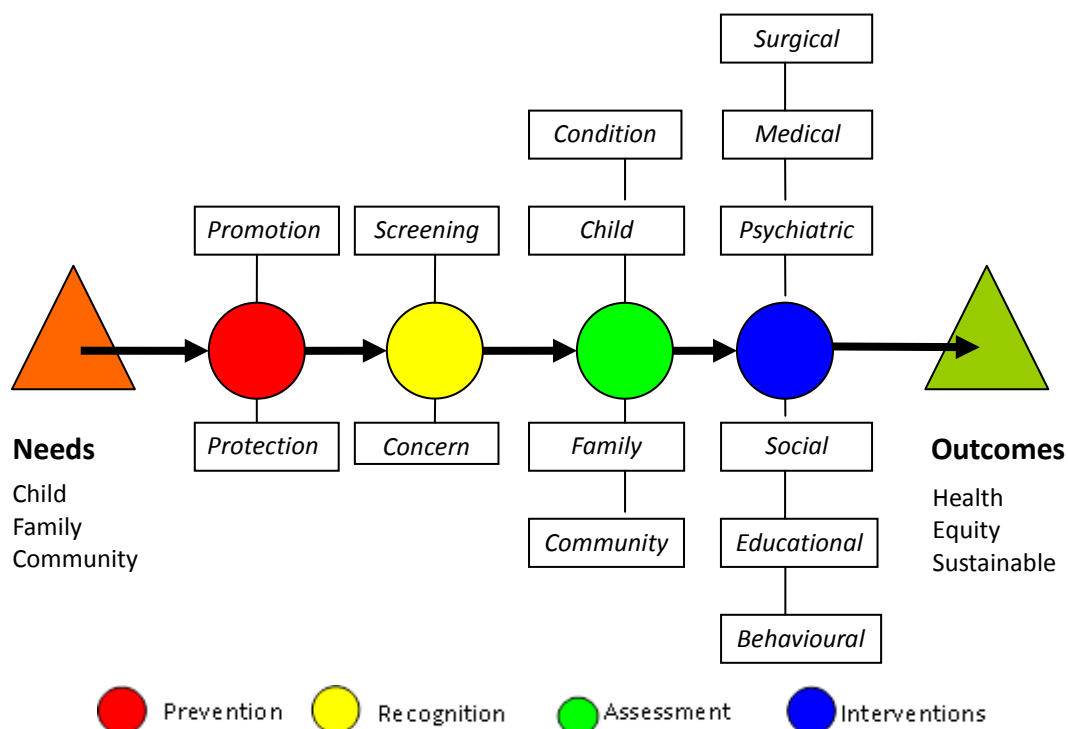 Surgical
Condition
Medical
Promotion
Screening
Child
Psychiatric
Needs
Child
Family
Community
Protection
Concern
Family
Social
Outcomes
Health
Equity
Sustainable
Community
Educational
Behavioural
Prevention
Recognition
Assessment
Interventions